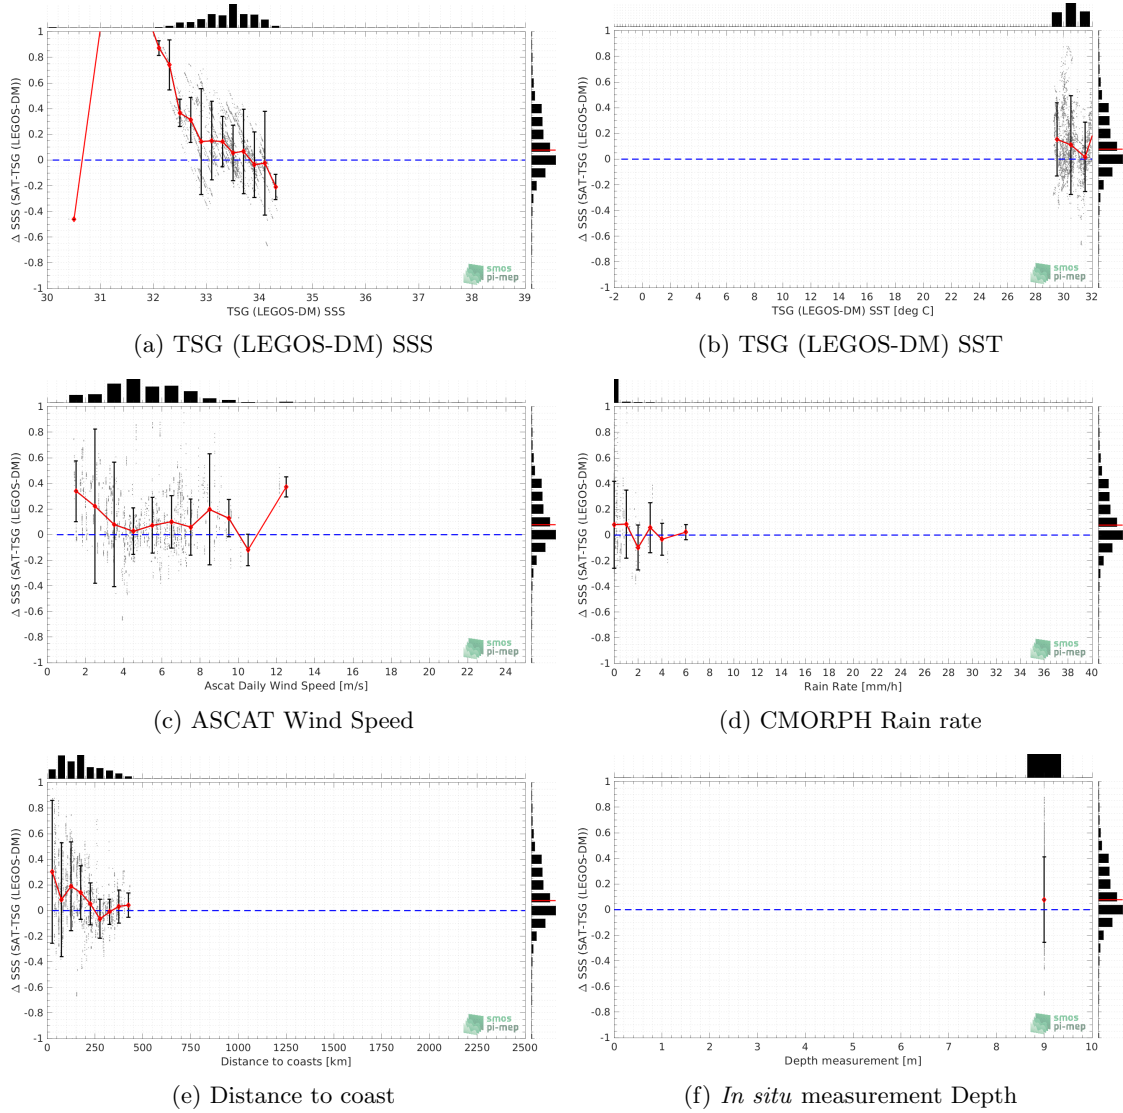 1
0.8
0.6
0.4
0.2
0
-0.2
-0.4
-0.6
-0.8
-1
Δ SSS (SAT-TSG (LEGOS-DM))
30 31 32 33 34 35 36 37 38 39
TSG (LEGOS-DM) SSS
smos
pi-mep
(a) TSG (LEGOS-DM) SSS
1
0.8
0.6
0.4
0.2
0
-0.2
-0.4
-0.6
-0.8
-1
Δ SSS (SAT-TSG (LEGOS-DM))
-2 0 2 4 6 8 10 12 14 16 18 20 22 24 26 28 30 32
TSG (LEGOS-DM) SST [deg C]
smos
pi-mep
(b) TSG (LEGOS-DM) SST
1
0.8
0.6
0.4
0.2
0
-0.2
-0.4
-0.6
-0.8
-1
Δ SSS (SAT-TSG (LEGOS-DM))
0 2 4 6 8 10 12 14 16 18 20 22 24
Ascat Daily Wind Speed [m/s]
smos
pi-mep
(c) ASCAT Wind Speed
1
0.8
0.6
0.4
0.2
0
-0.2
-0.4
-0.6
-0.8
-1
Δ SSS (SAT-TSG (LEGOS-DM))
0 2 4 6 8 10 12 14 16 18 20 22 24 26 28 30 32 34 36 38 40
Rain Rate [mm/h]
smos
pi-mep
(d) CMORPH Rain rate
1
0.8
0.6
0.4
0.2
0
-0.2
-0.4
-0.6
-0.8
-1
Δ SSS (SAT-TSG (LEGOS-DM))
0 250 500 750 1000 1250 1500 1750 2000 2250 2500
Distance to coasts [km]
smos
pi-mep
(e) Distance to coast
1
0.8
0.6
0.4
0.2
0
-0.2
-0.4
-0.6
-0.8
-1
Δ SSS (SAT-TSG (LEGOS-DM))
0 1 2 3 4 5 6 7 8 9 10
Depth measurement [m]
smos
pi-mep
(f) In situ measurement Depth